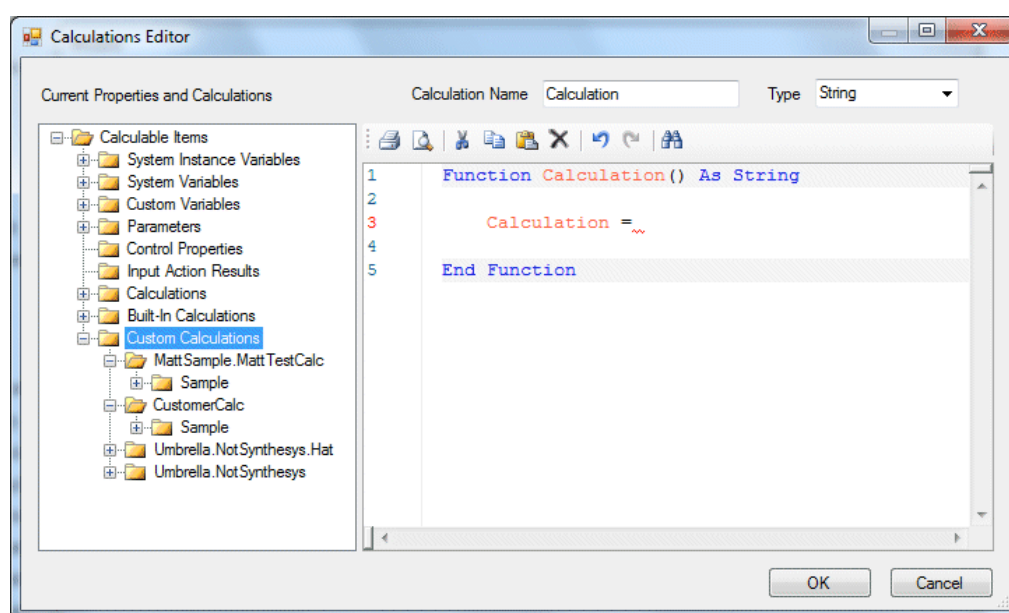 Calculations Editor
Current Properties and Calculations
Calculation Name Calculation Type String
Calculable Items
System Instance Variables
System Variables
Custom Variables
Parameters
Control Properties
Input Action Results
Calculations
Built-In Calculations
Custom Calculations
MattSample.MattTestCalc
Sample
CustomerCalc
Sample
Umbrella.NotSynthesys.Hat
Umbrella.NotSynthesys
1 Function Calculation() As String
2
3 Calculation =
4
5 End Function
OK Cancel